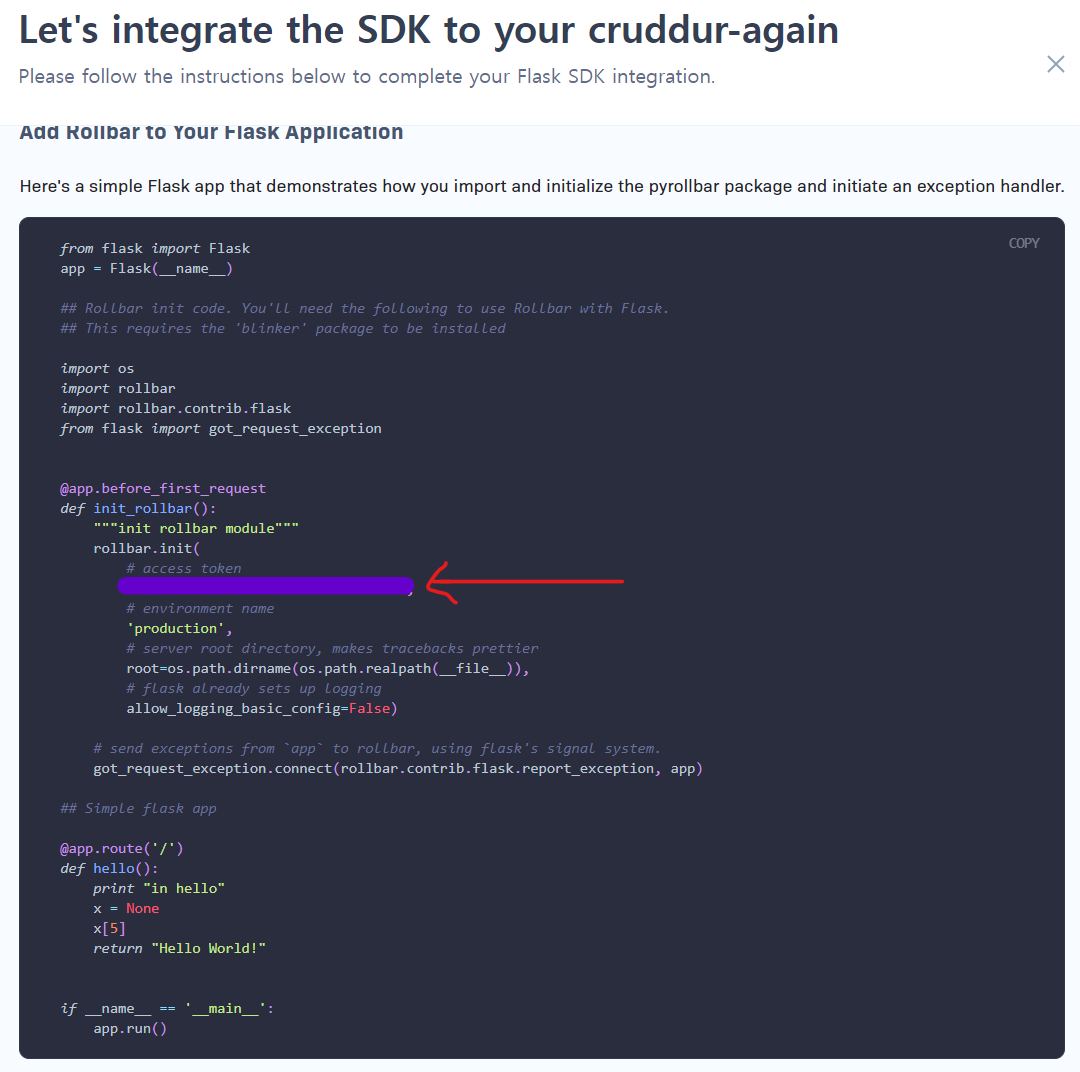 Let's integrate the SDK to your cruddur-again
Please follow the instructions below to complete your Flask SDK integration.
Add Rollbar to Your Flask Application
Here's a simple Flask app that demonstrates how you import and initialize the pyrollbar package and initiate an exception handler.
COPY
from flask import Flask
app = Flask(__name__)
## Rollbar init code. You'll need the following to use Rollbar with Flask.
## This requires the 'blinker' package to be installed
import os
import rollbar
import rollbar.contrib.flask
from flask import got_request_exception
@app.before_first_request
def init_rollbar():
    """init rollbar module"""
    rollbar.init(
        # access token
        ,
        # environment name
        'production',
        # server root directory, makes tracebacks prettier
        root=os.path.dirname(os.path.realpath(__file__)),
        # flask already sets up logging
        allow_logging_basic_config=False)
    # send exceptions from `app` to rollbar, using flask's signal system.
    got_request_exception.connect(rollbar.contrib.flask.report_exception, app)
## Simple flask app
@app.route('/')
def hello():
    print "in hello"
    x = None
    x[5]
    return "Hello World!"
if __name__ == '__main__':
    app.run()